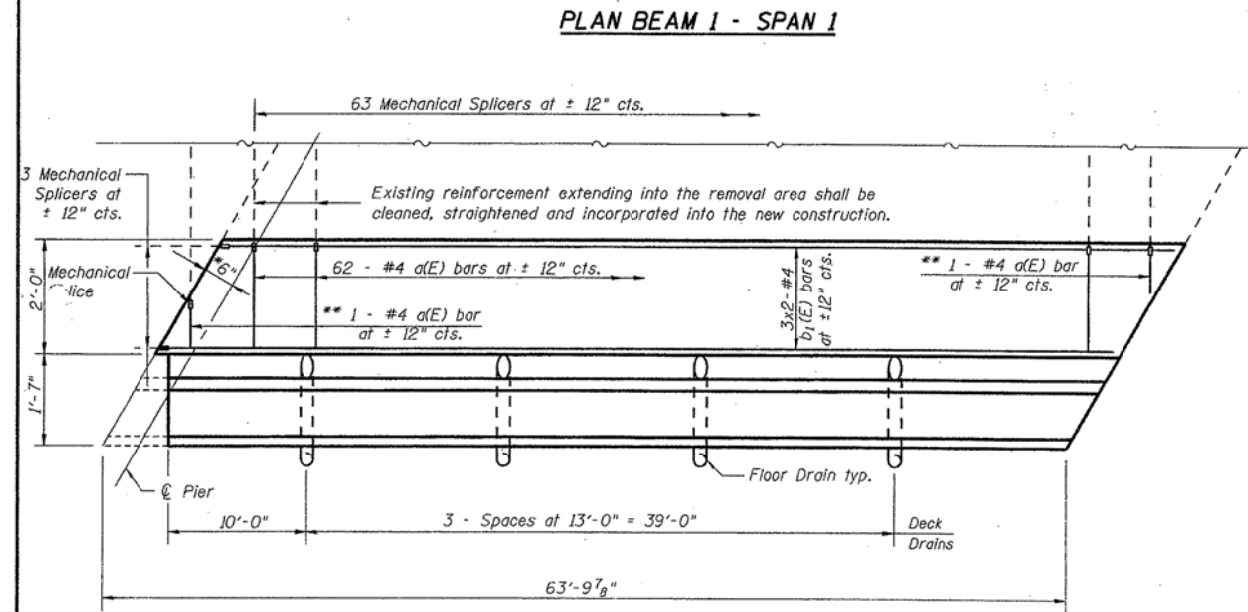 PLAN BEAM 1 - SPAN 1
63 Mechanical Splicers at ± 12" cts.
3 Mechanical
Splicers at
± 12" cts.
Existing reinforcement extending into the removal area shall be
cleaned, straightened and incorporated into the new construction.
*6"
62 - #4 a(E) bars at ± 12" cts.
** 1 - #4 a(E) bar
at ± 12" cts.
2'-0"
Mechanical
** 1 - #4 a(E) bar
at ± 12" cts.
3x2-#4
b1(E) bars
at ±12" cts.
1'-7"
Floor Drain typ.
℄ Pier
10'-0"
3 - Spaces at 13'-0" = 39'-0"
Deck
Drains
63'-9 7/8"